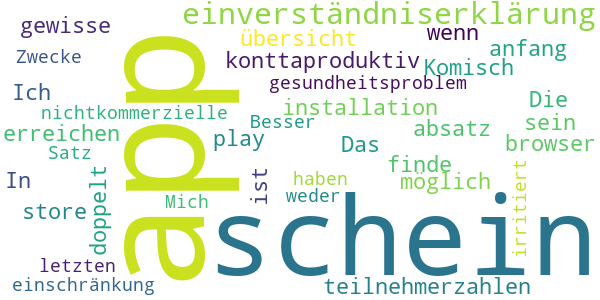 einverständniserklärung
gewisse
übersicht
wenn
anfang
Zwecke
konttaproduktiv
Komisch
gesundheitsproblem
Ich
app
nichtkommerzielle
installation
Die
Besser
sein
erreichen
play
absatz
Das
browser
Satz
finde
In
doppelt
ist
haben
möglich
irritiert
Mich
weder
schein
store
letzten
einschränkung
teilnehmerzahlen